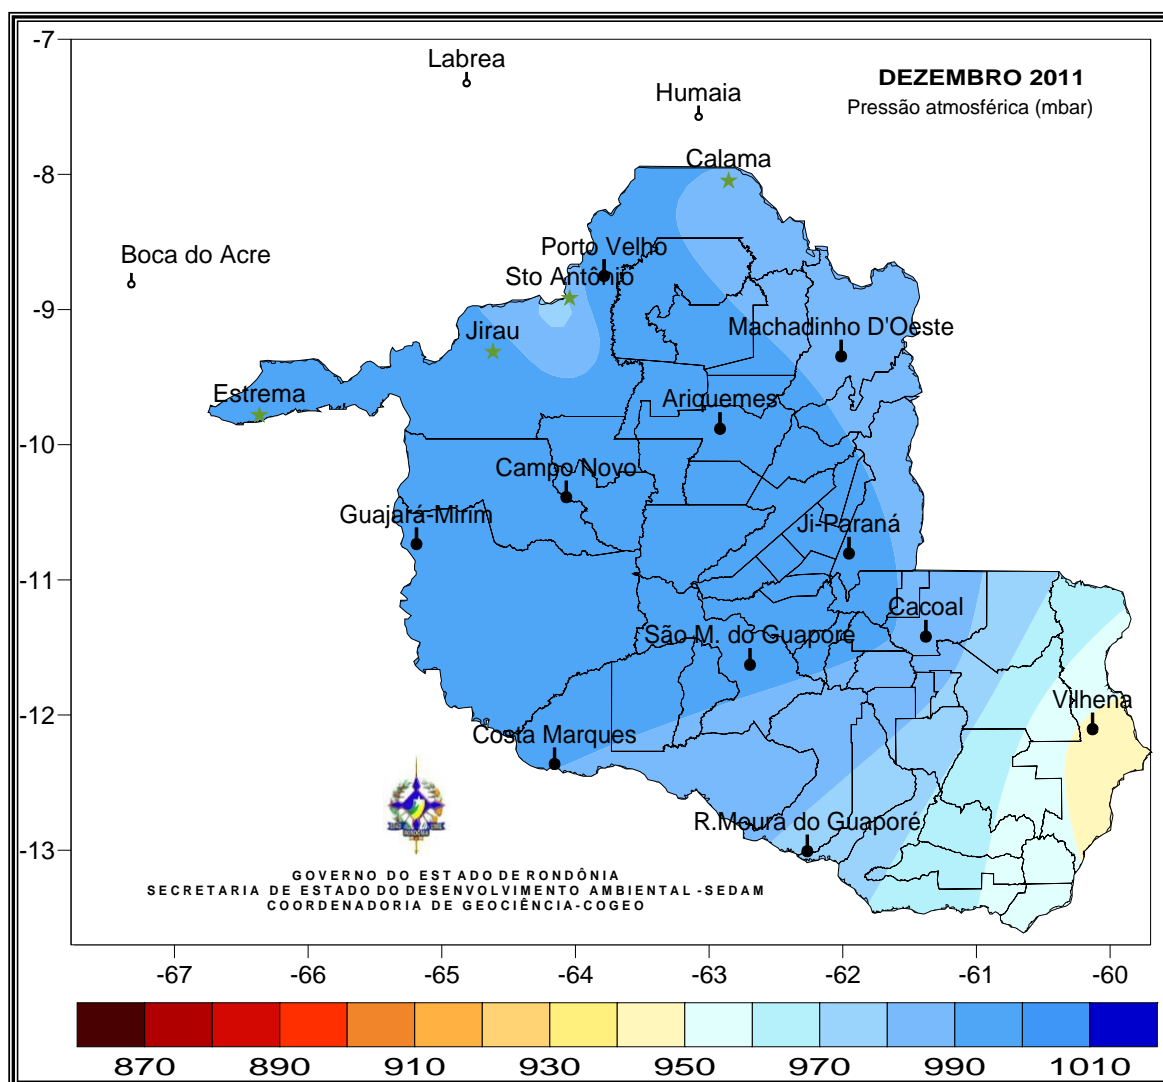 DEZEMBRO 2011
Pressão atmosférica (mbar)
-7
-8
-9
-10
-11
-12
-13
Labrea
Humaia
Calama
Boca do Acre
Porto Velho
Sto Antônio
Jirau
Machadinho D'Oeste
Estrema
Ariquemes
Campo Novo
Guajará-Mirim
Ji-Paraná
Cacoal
São M. do Guaporé
Vilhena
Costa Marques
R.Moura do Guaporé
GOVERNO DO ESTADO DE RONDÔNIA
SECRETARIA DE ESTADO DO DESENVOLVIMENTO AMBIENTAL -SEDAM
COORDENADORIA DE GEOCIÊNCIA-COGEO
-67 -66 -65 -64 -63 -62 -61 -60
870 890 910 930 950 970 990 1010